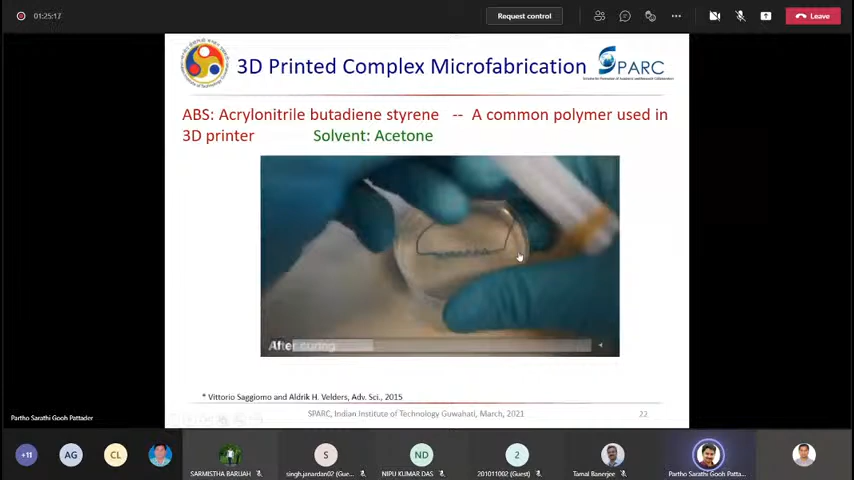 01:25:17
Request control
Leave
3D Printed Complex Microfabrication
SPARC
ABS: Acrylonitrile butadiene styrene -- A common polymer used in
3D printer Solvent: Acetone
After curing
* Vittorio Saggiomo and Aldrik H. Velders, Adv. Sci., 2015
SPARC, Indian Institute of Technology Guwahati, March, 2021
22
Partho Sarathi Gooh Pattader
+11
AG
CL
SARMISTHA BARUAH
S
singh.janardan02 (Gue...
ND
NIPU KUMAR DAS
2
201011002 (Guest)
Tamal Banerjee
Partho Sarathi Gooh Patta...